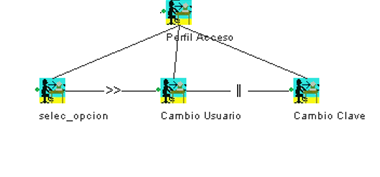 Perfil Acceso
>>
||
selec_opcion
Cambio Usuario
Cambio Clave